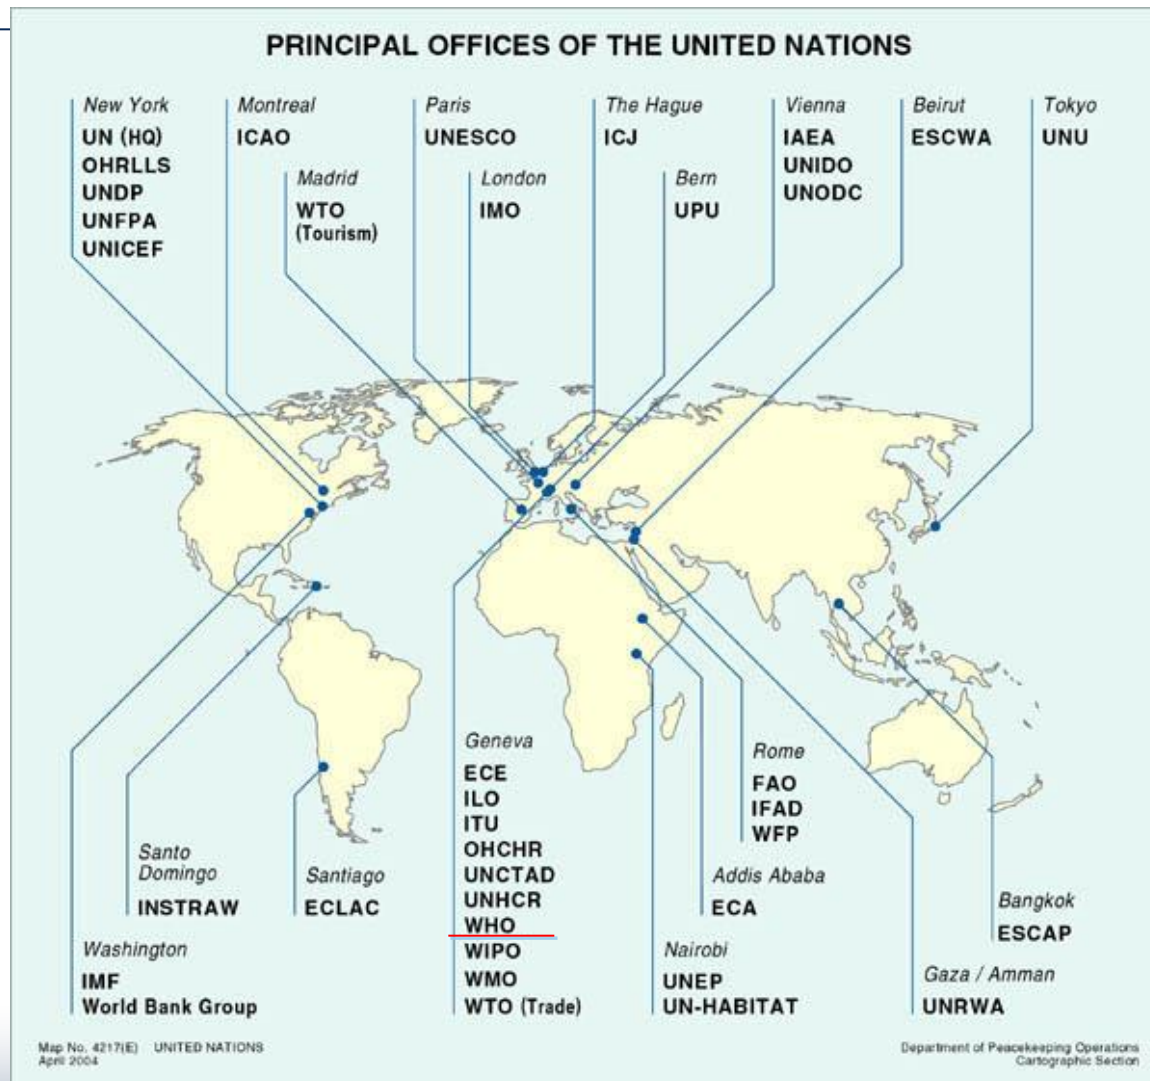 PRINCIPAL OFFICES OF THE UNITED NATIONS
New York
UN (HQ)
OHRLLS
UNDP
UNFPA
UNICEF
Montreal
ICAO
Madrid
WTO
(Tourism)
Paris
UNESCO
London
IMO
The Hague
ICJ
Bern
UPU
Vienna
IAEA
UNIDO
UNODC
Beirut
ESCWA
Tokyo
UNU
Santo
Domingo
INSTRAW
Washington
IMF
World Bank Group
Santiago
ECLAC
Geneva
ECE
ILO
ITU
OHCHR
UNCTAD
UNHCR
WHO
WIPO
WMO
WTO (Trade)
Rome
FAO
IFAD
WFP
Addis Ababa
ECA
Nairobi
UNEP
UN-HABITAT
Bangkok
ESCAP
Gaza / Amman
UNRWA
Map No. 4217(E) UNITED NATIONS
April 2004
Department of Peacekeeping Operations
Cartographic Section